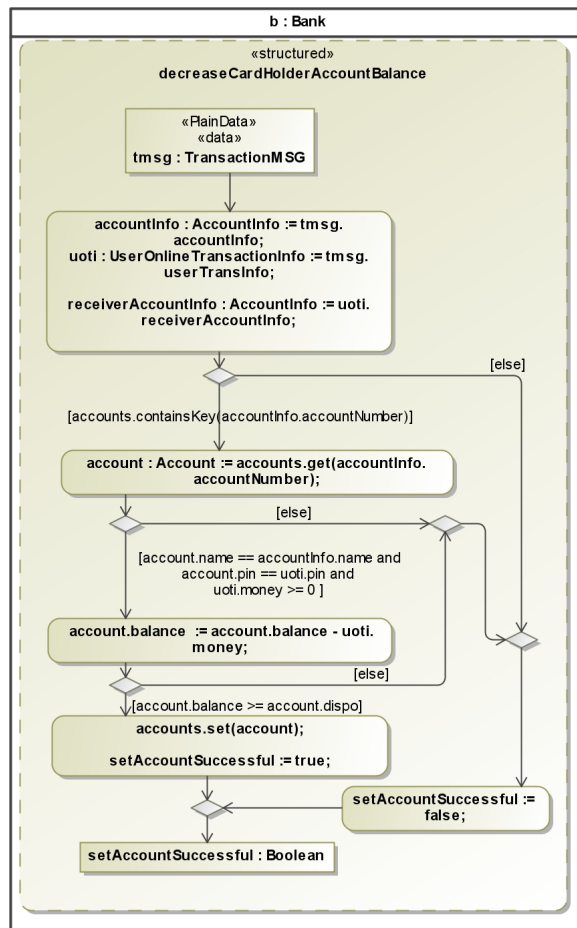 b : Bank
«structured»
decreaseCardHolderAccountBalance
«PlainData»
«data»
tmsg : TransactionMSG
accountInfo : AccountInfo := tmsg.
accountInfo;
uoti : UserOnlineTransactionInfo := tmsg.
userTransInfo;
receiverAccountInfo : AccountInfo := uoti.
receiverAccountInfo;
[else]
[accounts.containsKey(accountInfo.accountNumber)]
account : Account := accounts.get(accountInfo.
accountNumber);
[else]
[account.name == accountInfo.name and
account.pin == uoti.pin and
uoti.money >= 0 ]
account.balance := account.balance - uoti.
money;
[else]
[account.balance >= account.dispo]
accounts.set(account);
setAccountSuccessful := true;
setAccountSuccessful :=
false;
setAccountSuccessful : Boolean